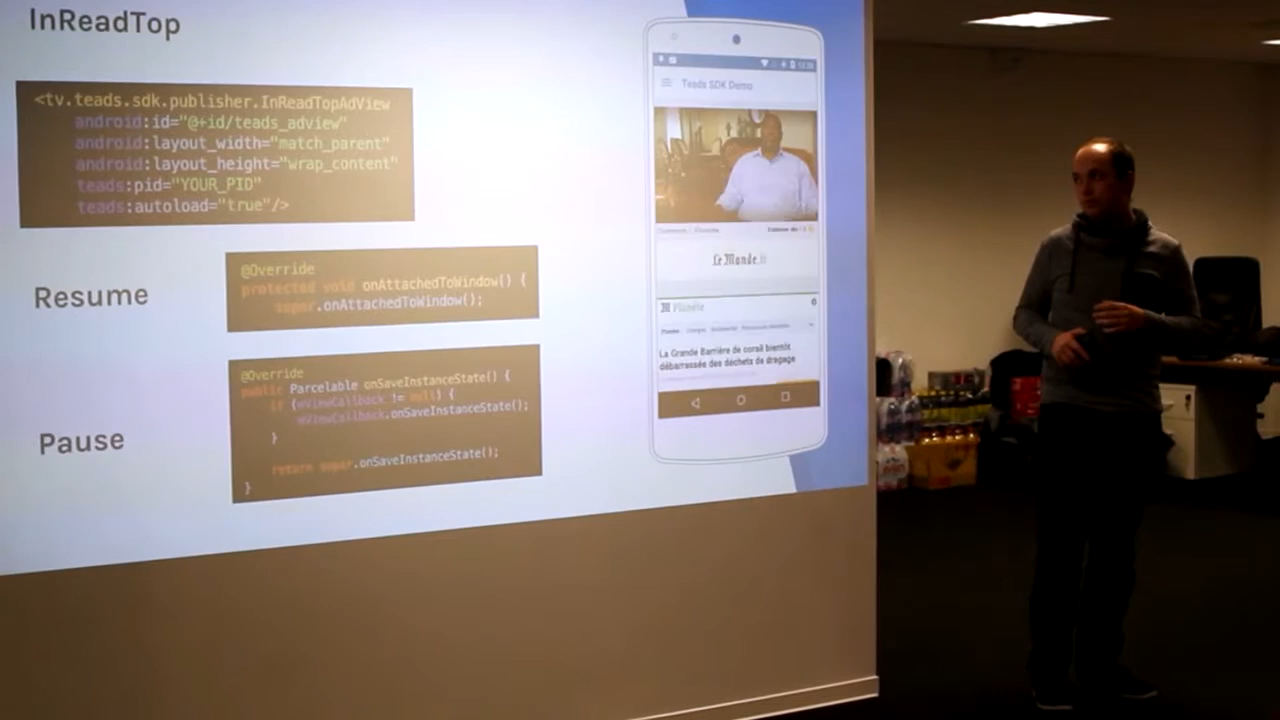 InReadTop
<tv.teads.sdk.publisher.InReadTopAdView
android:id="@+id/teads_adview"
android:layout_width="match_parent"
android:layout_height="wrap_content"
teads:pid="YOUR_PID"
teads:autoload="true"/>
Resume
@Override
protected void onAttachedToWindow() {
super.onAttachedToWindow();
Pause
@Override
public Parcelable onSaveInstanceState() {
if (mViewCallback != null) {
mViewCallback.onSaveInstanceState();
}
return super.onSaveInstanceState();
}
Teads SDK Demo
Le Monde.fr
M Planète
La Grande Barrière de corail bientôt
débarrassée des déchets de dragage